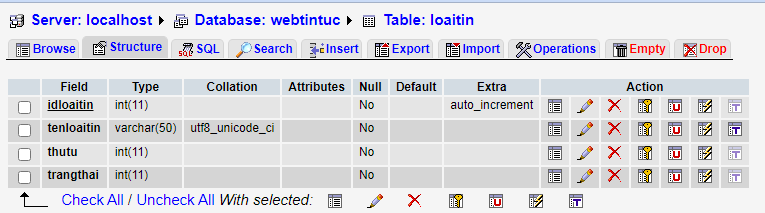 Server: localhost Database: webtintuc Table: loaitin
Browse Structure SQL Search Insert Export Import Operations Empty Drop
Field Type Collation Attributes Null Default Extra Action
idloaitin int(11) No auto_increment
tenloaitin varchar(50) utf8_unicode_ci No
thutu int(11) No
trangthai int(11) No
Check All / Uncheck All With selected: